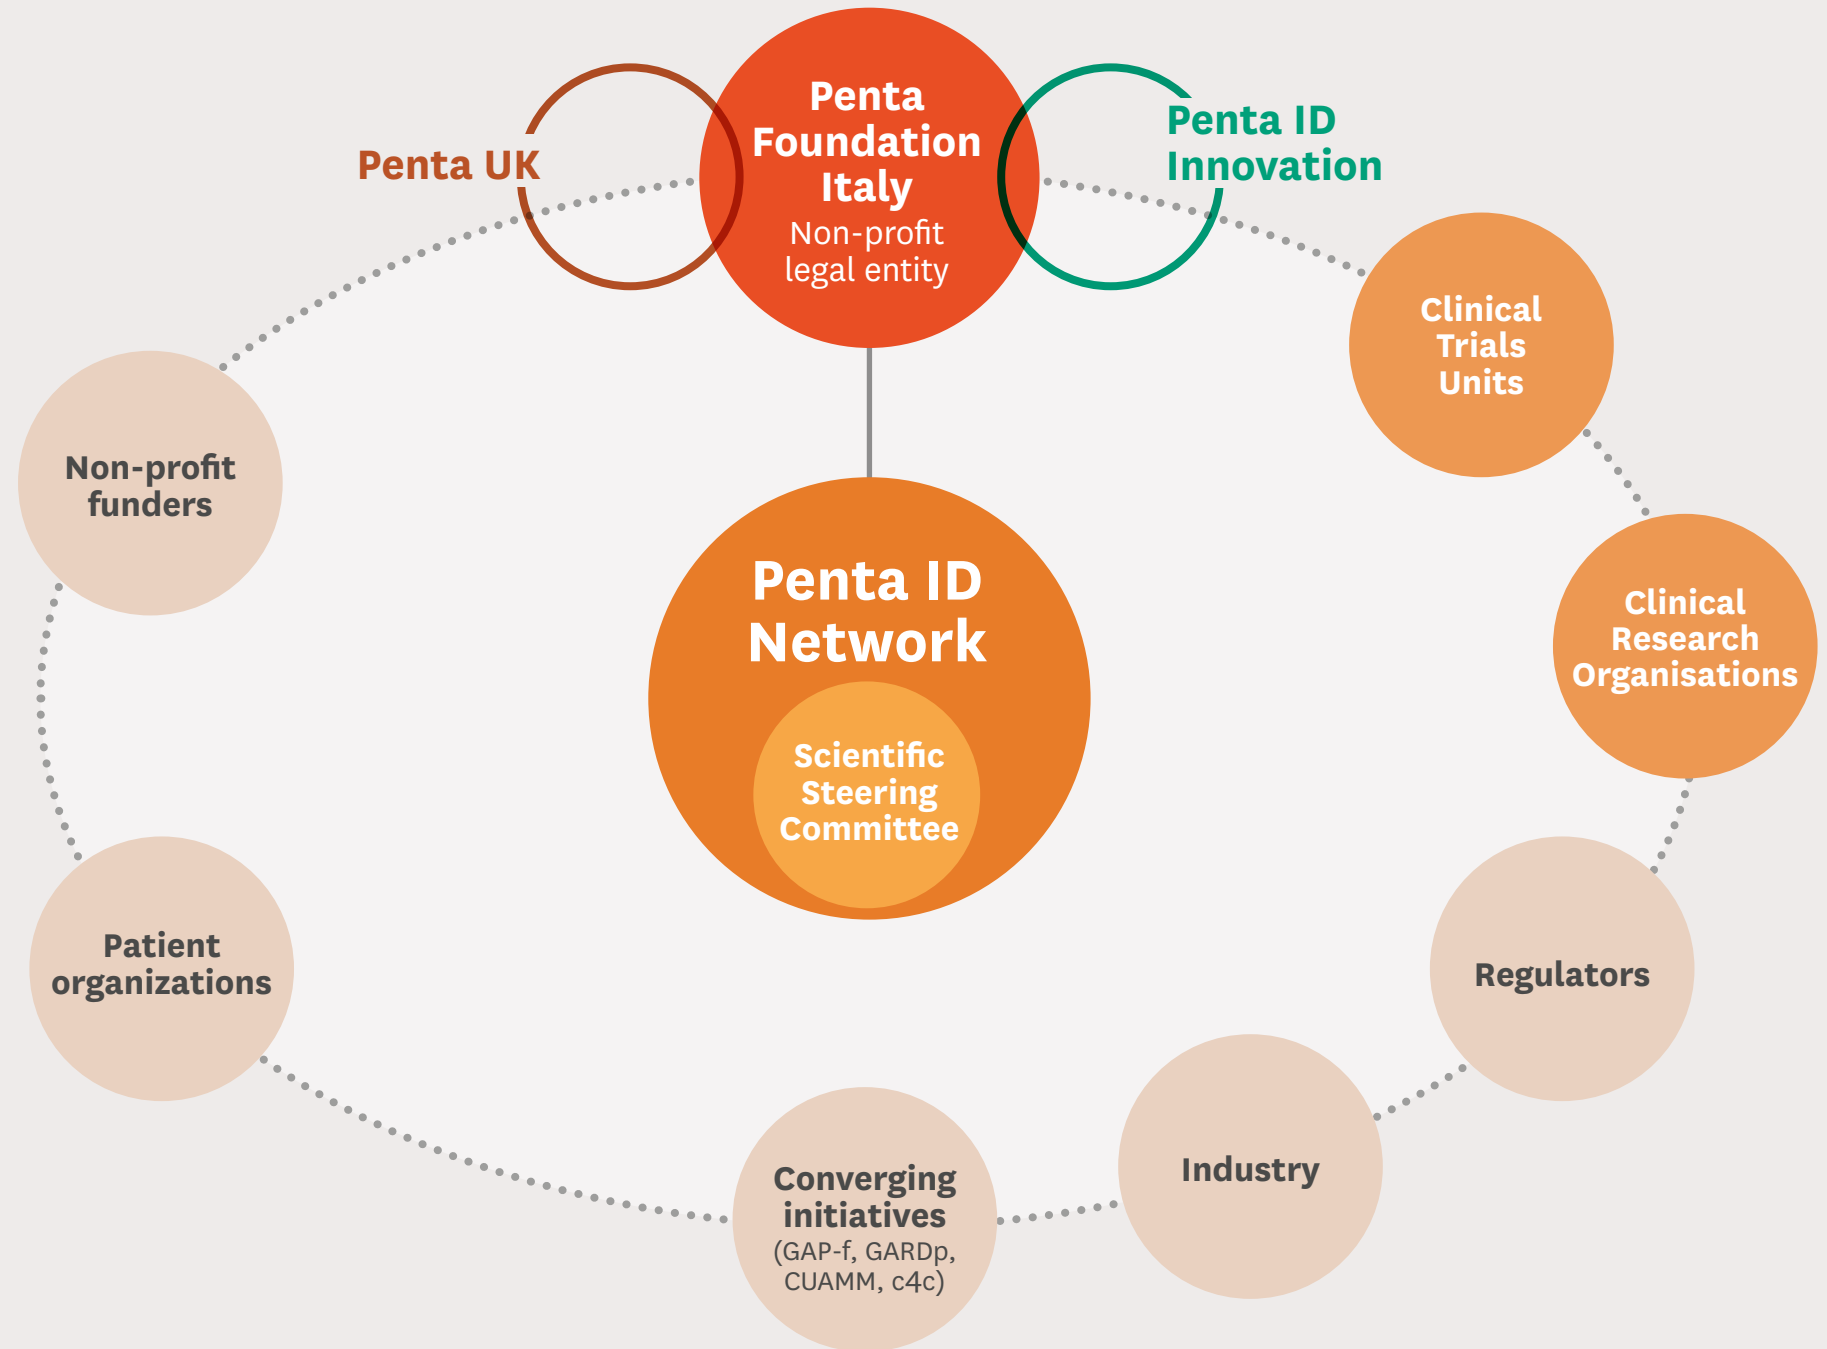 Penta
Foundation
Italy
Non-profit
legal entity
Penta UK
Penta ID
Innovation
Clinical
Trials
Units
Non-profit
funders
Clinical
Research
Organisations
Penta ID
Network
Scientific
Steering
Committee
Patient
organizations
Regulators
Industry
Converging
initiatives
(GAP-f, GARDp,
CUAMM, c4c)